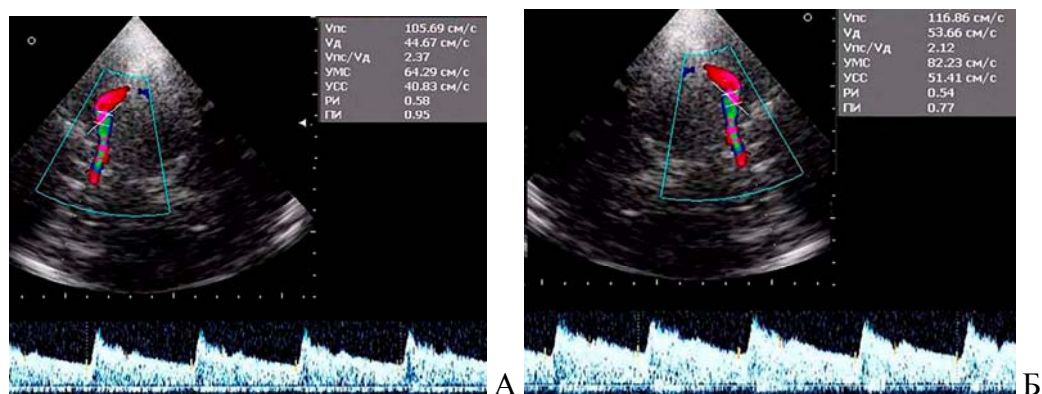 Vпс 105.69 см/с
Vд 44.67 см/с
Vпс/Vд 2.37
УМС 64.29 см/с
УСС 40.83 см/с
РИ 0.58
ПИ 0.95
А
Vпс 116.86 см/с
Vд 53.66 см/с
Vпс/Vд 2.12
УМС 82.23 см/с
УСС 51.41 см/с
РИ 0.54
ПИ 0.77
Б